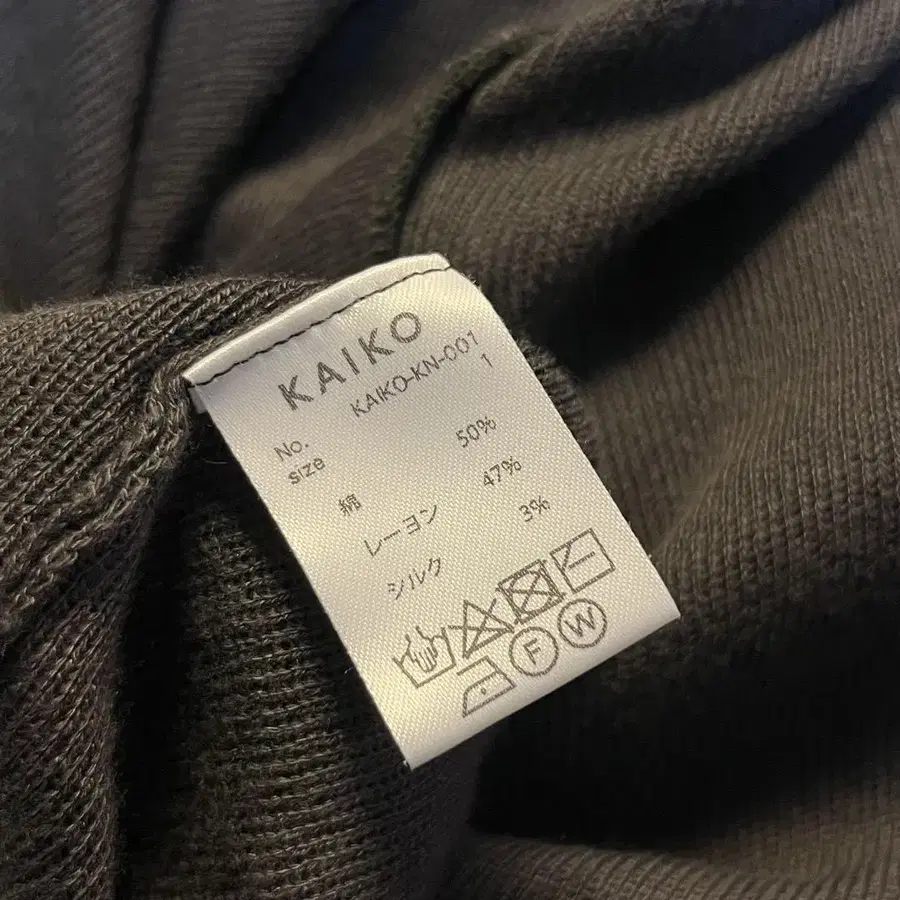 KAIKO
No. KAIKO-KN-001
size 1
綿 50%
レーヨン 47%
シルク 3%
F W